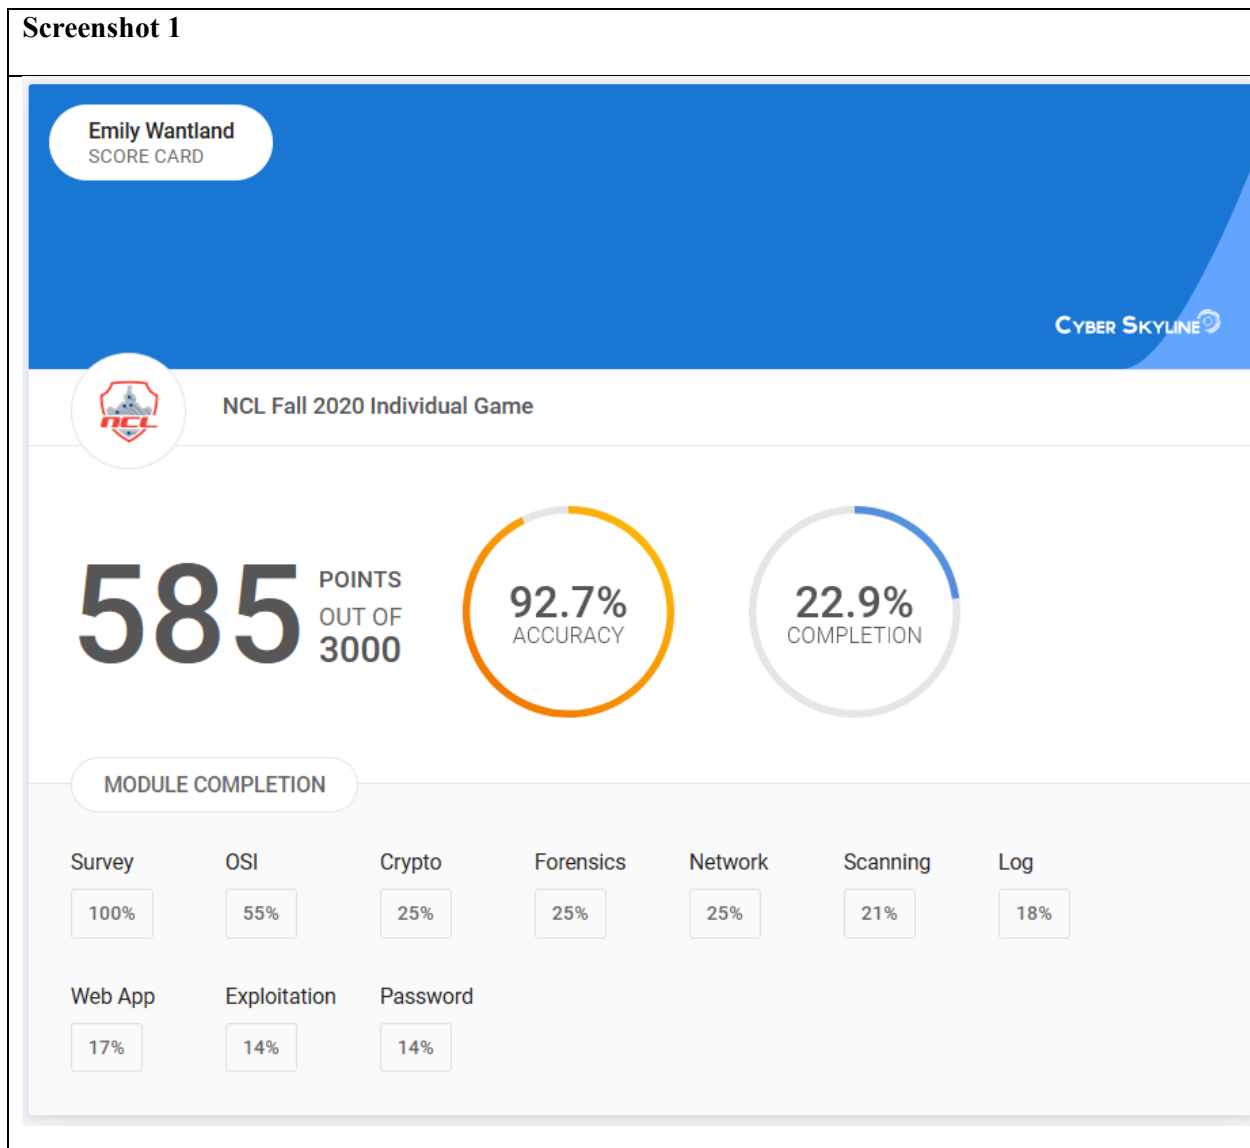 Screenshot 1
Emily Wantland
SCORE CARD
CYBER SKYLINE
NCL
NCL Fall 2020 Individual Game
585 POINTS OUT OF 3000
92.7%
ACCURACY
22.9%
COMPLETION
MODULE COMPLETION
Survey OSI Crypto Forensics Network Scanning Log
100% 55% 25% 25% 25% 21% 18%
Web App Exploitation Password
17% 14% 14%